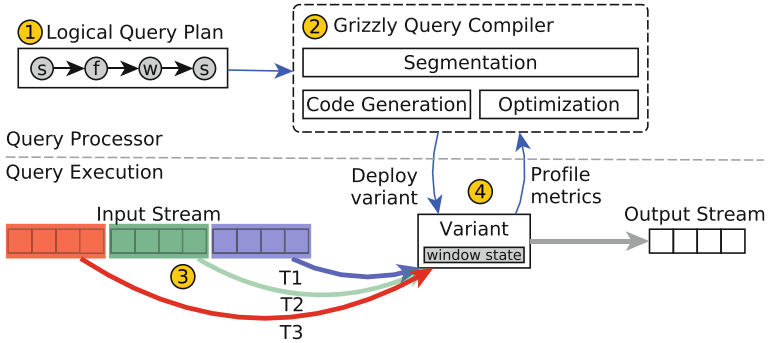 1 Logical Query Plan
s f w s
2 Grizzly Query Compiler
Segmentation
Code Generation
Optimization
Query Processor
Query Execution
Deploy
variant
4
Profile
metrics
Input Stream
Variant
window state
Output Stream
3
T1
T2
T3